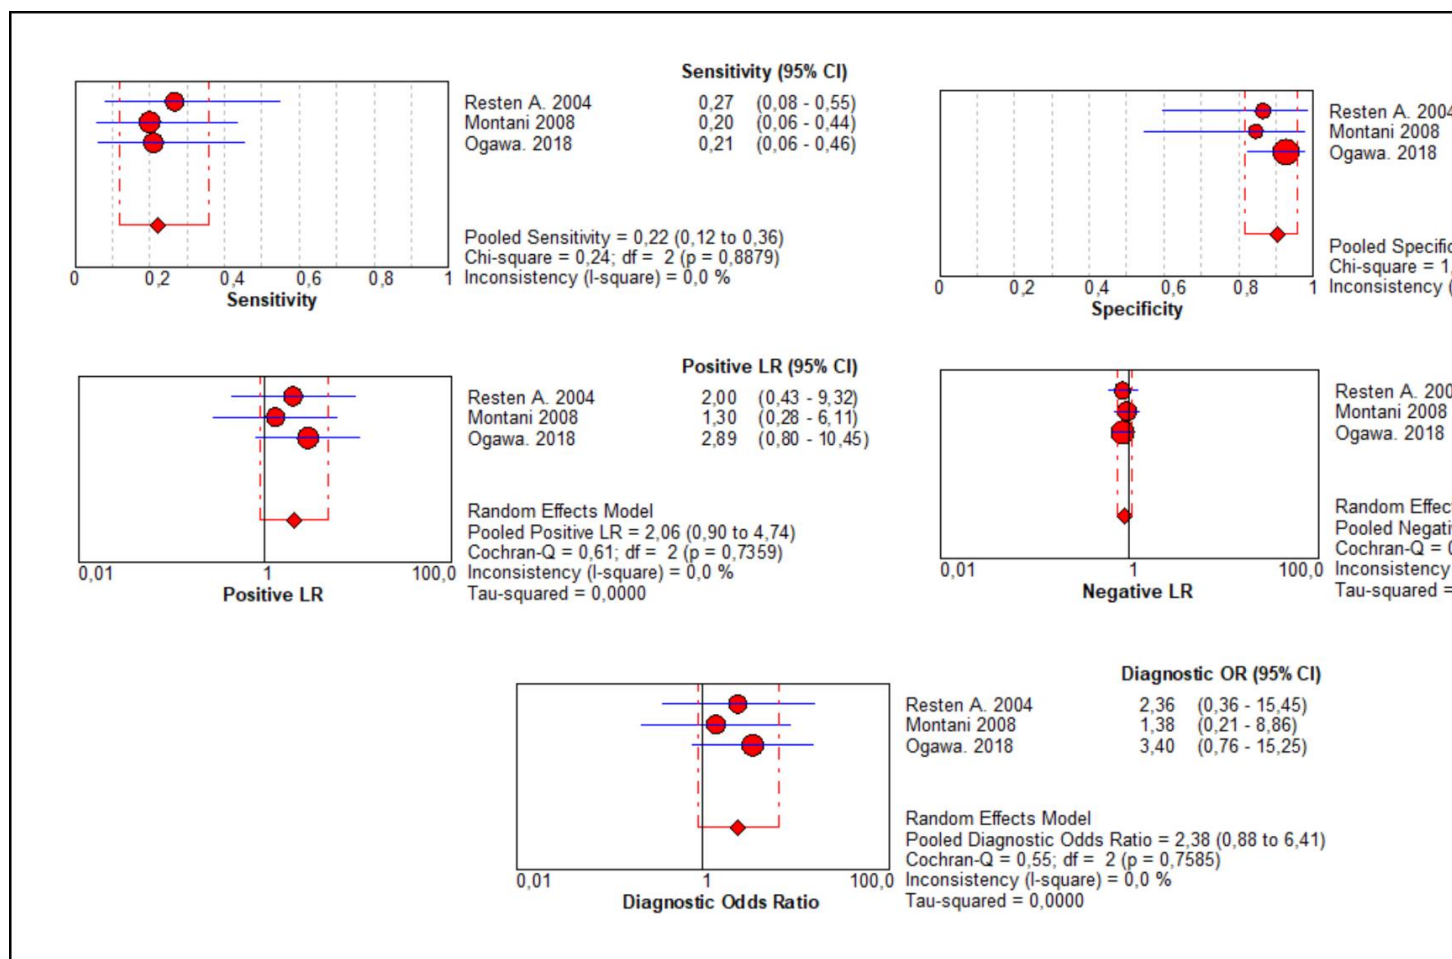 Sensitivity (95% CI)
Resten A. 2004 0,27 (0,08 - 0,55)
Montani 2008 0,20 (0,06 - 0,44)
Ogawa. 2018 0,21 (0,06 - 0,46)
Pooled Sensitivity = 0,22 (0,12 to 0,36)
Chi-square = 0,24; df = 2 (p = 0,8879)
Inconsistency (I-square) = 0,0 %
0 0,2 0,4 0,6 0,8 1
Sensitivity
Resten A. 2004
Montani 2008
Ogawa. 2018
Pooled Specific
Chi-square = 1,
Inconsistency (
0 0,2 0,4 0,6 0,8 1
Specificity
Positive LR (95% CI)
Resten A. 2004 2,00 (0,43 - 9,32)
Montani 2008 1,30 (0,28 - 6,11)
Ogawa. 2018 2,89 (0,80 - 10,45)
Random Effects Model
Pooled Positive LR = 2,06 (0,90 to 4,74)
Cochran-Q = 0,61; df = 2 (p = 0,7359)
Inconsistency (I-square) = 0,0 %
Tau-squared = 0,0000
0,01 1 100,0
Positive LR
Resten A. 200
Montani 2008
Ogawa. 2018
Random Effect
Pooled Negati
Cochran-Q = 0
Inconsistency
Tau-squared =
0,01 1 100,0
Negative LR
Diagnostic OR (95% CI)
Resten A. 2004 2,36 (0,36 - 15,45)
Montani 2008 1,38 (0,21 - 8,86)
Ogawa. 2018 3,40 (0,76 - 15,25)
Random Effects Model
Pooled Diagnostic Odds Ratio = 2,38 (0,88 to 6,41)
Cochran-Q = 0,55; df = 2 (p = 0,7585)
Inconsistency (I-square) = 0,0 %
Tau-squared = 0,0000
0,01 1 100,0
Diagnostic Odds Ratio